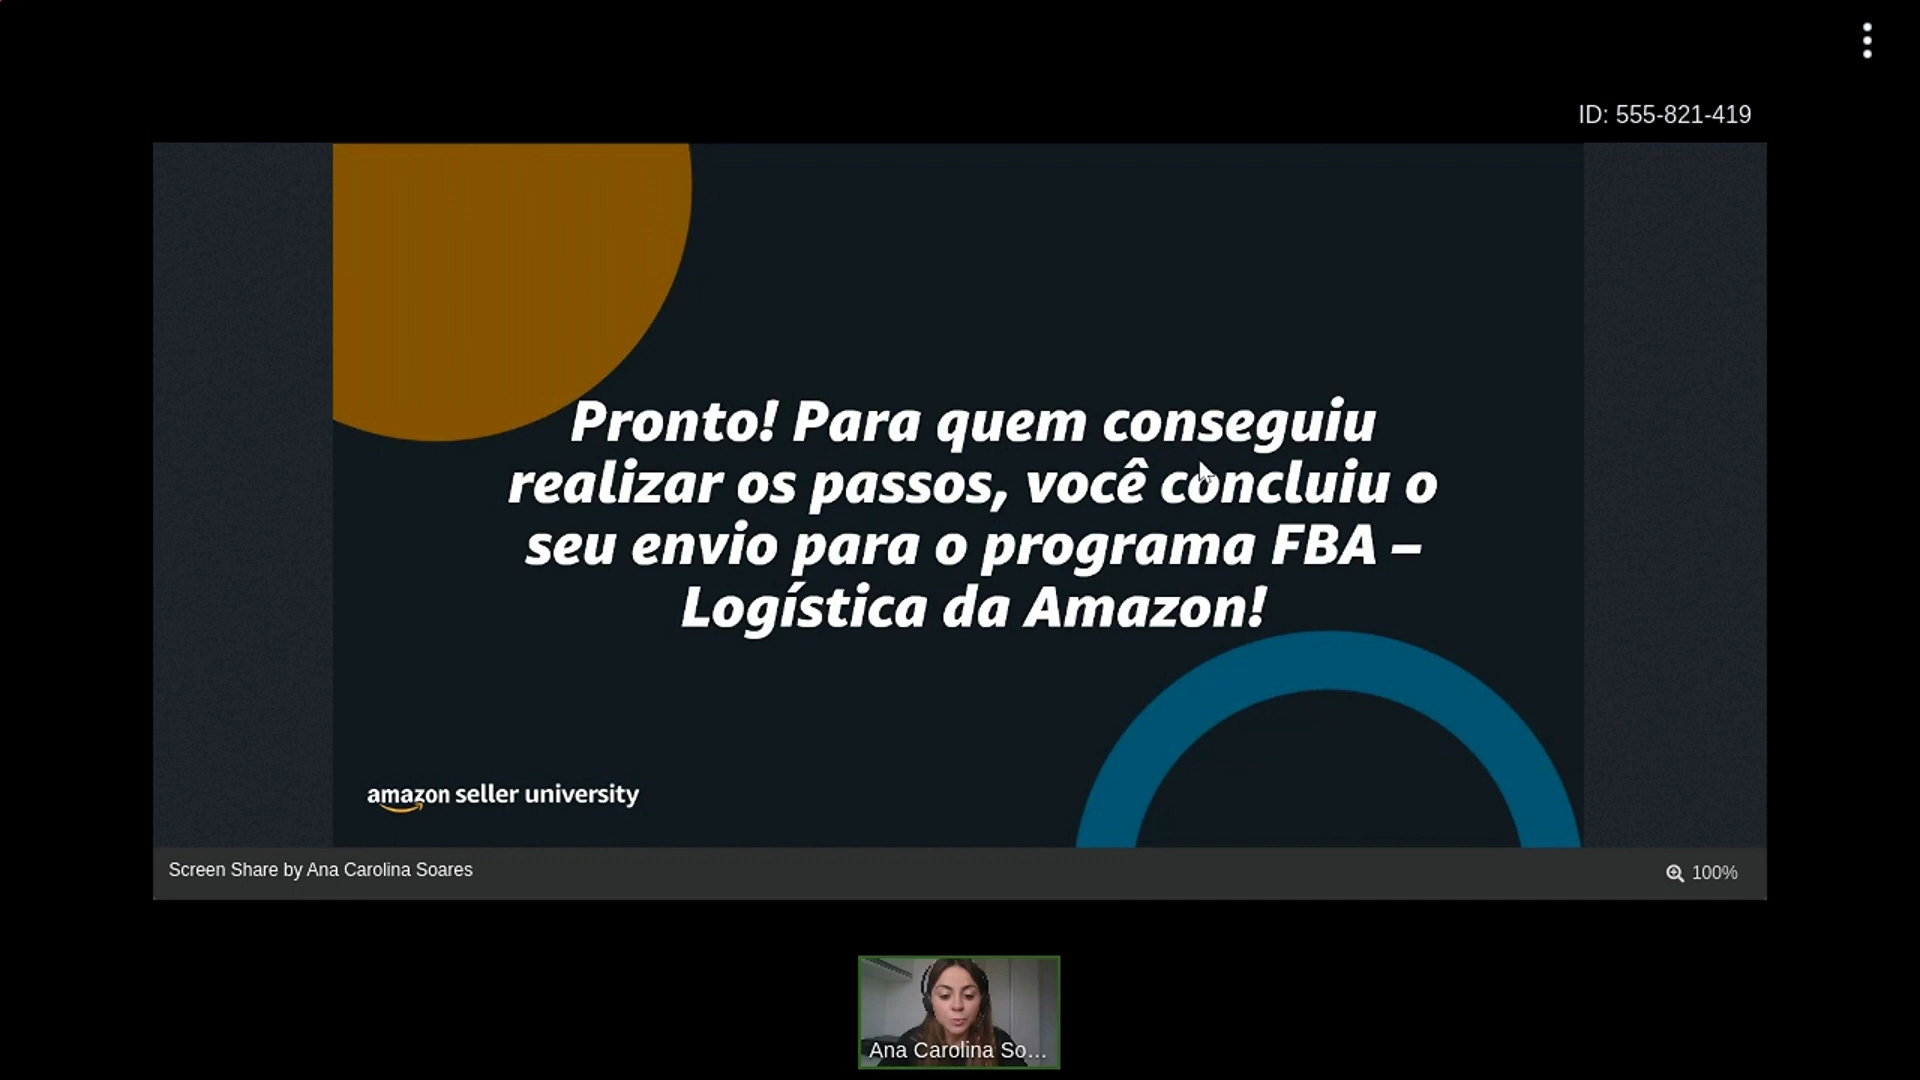 ID: 555-821-419
Pronto! Para quem conseguiu
realizar os passos, você concluiu o
seu envio para o programa FBA –
Logística da Amazon!
amazon seller university
Screen Share by Ana Carolina Soares
100%
Ana Carolina So...